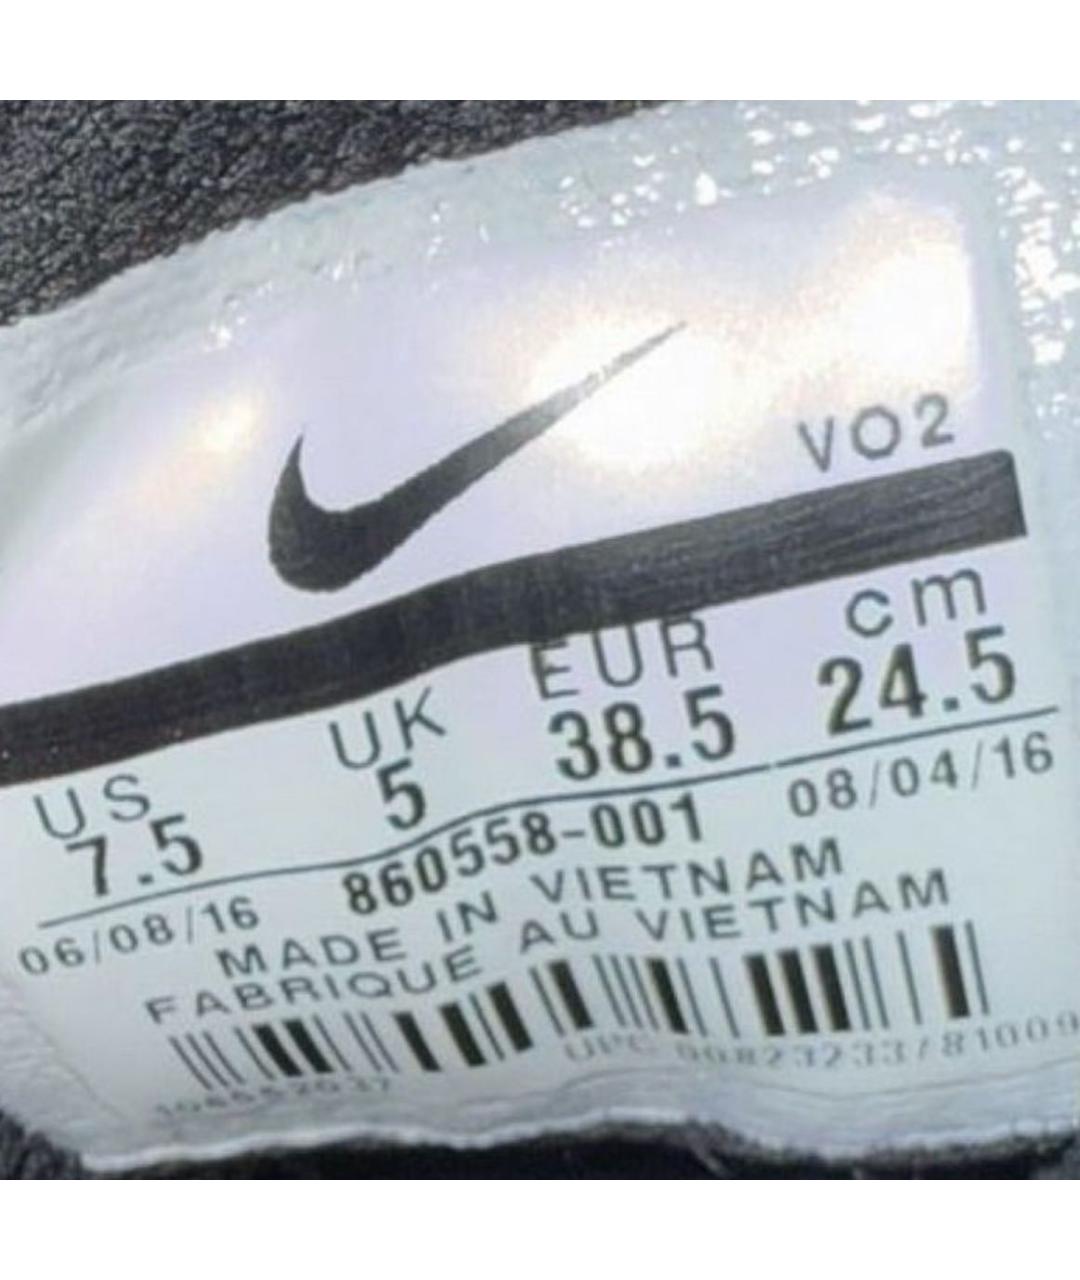 VO2
US UK EUR cm
7.5 5 38.5 24.5
06/08/16 860558-001 08/04/16
MADE IN VIETNAM
FABRIQUE AU VIETNAM
UPC